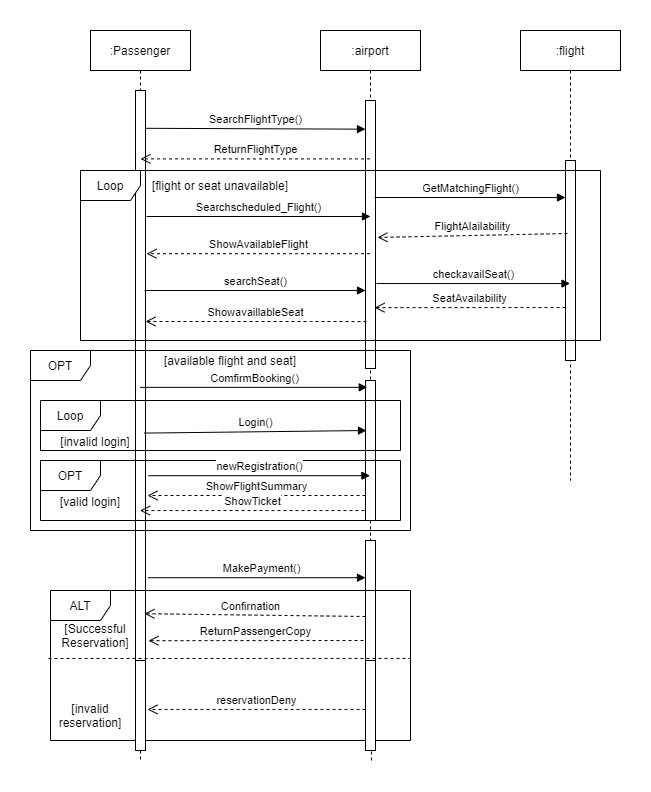 :Passenger
:airport
:flight
SearchFlightType()
ReturnFlightType
Loop
[flight or seat unavailable]
GetMatchingFlight()
Searchscheduled_Flight()
FlightAlailability
ShowAvailableFlight
checkavailSeat()
searchSeat()
SeatAvailability
ShowavaillableSeat
OPT
[available flight and seat]
ComfirmBooking()
Loop
Login()
[invalid login]
newRegistration()
OPT
ShowFlightSummary
[valid login]
ShowTicket
MakePayment()
ALT
Confirnation
[Successful
Reservation]
ReturnPassengerCopy
reservationDeny
[invalid
reservation]